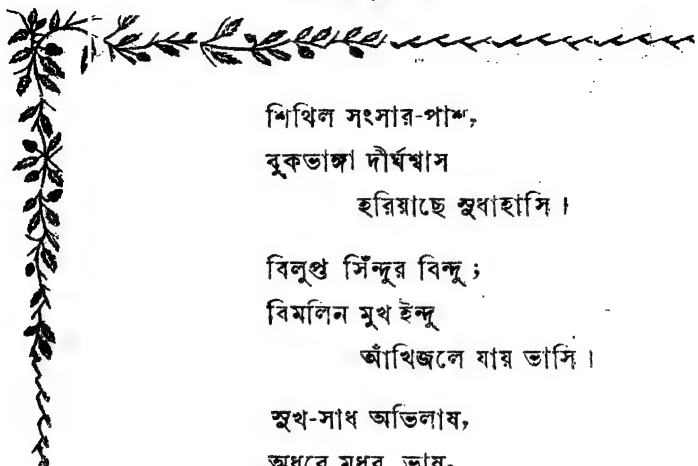 শিথিল সংসার-পাশ,
বুকভাঙ্গা দীর্ঘশ্বাস
হরিয়াছে সুধাহাসি ।
বিলুপ্ত সিঁন্দুর বিন্দু ;
বিমলিন মুখ ইন্দু
আঁখিজলে যায় ভাসি ।
সুখ-সাধ অভিলাষ,
অধরে মধুর ভাষ,